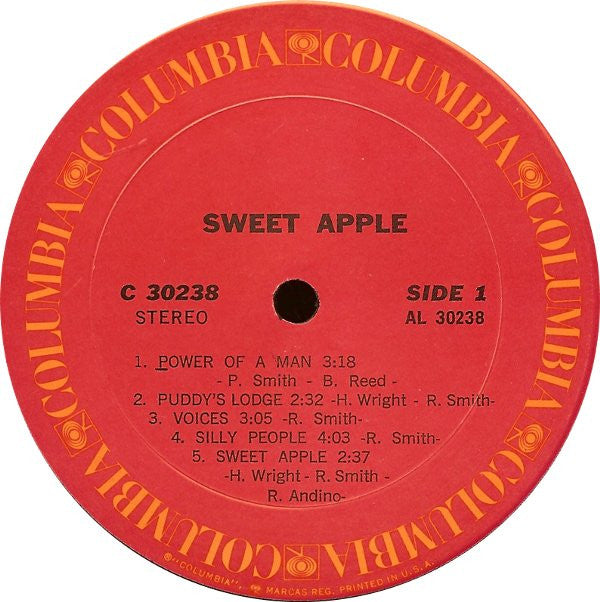 COLUMBIA COLUMBIA COLUMBIA COLUMBIA COLUMBIA COLUMBIA
SWEET APPLE
C 30238
SIDE 1
STEREO
AL 30238
1. POWER OF A MAN 3:18
- P. Smith - B. Reed -
2. PUDDY'S LODGE 2:32 -H. Wright - R. Smith-
3. VOICES 3:05 -R. Smith-
4. SILLY PEOPLE 4:03 -R. Smith-
5. SWEET APPLE 2:37
-H. Wright - R. Smith -
R. Andino-
®"COLUMBIA", MARCAS REG. PRINTED IN U.S.A.